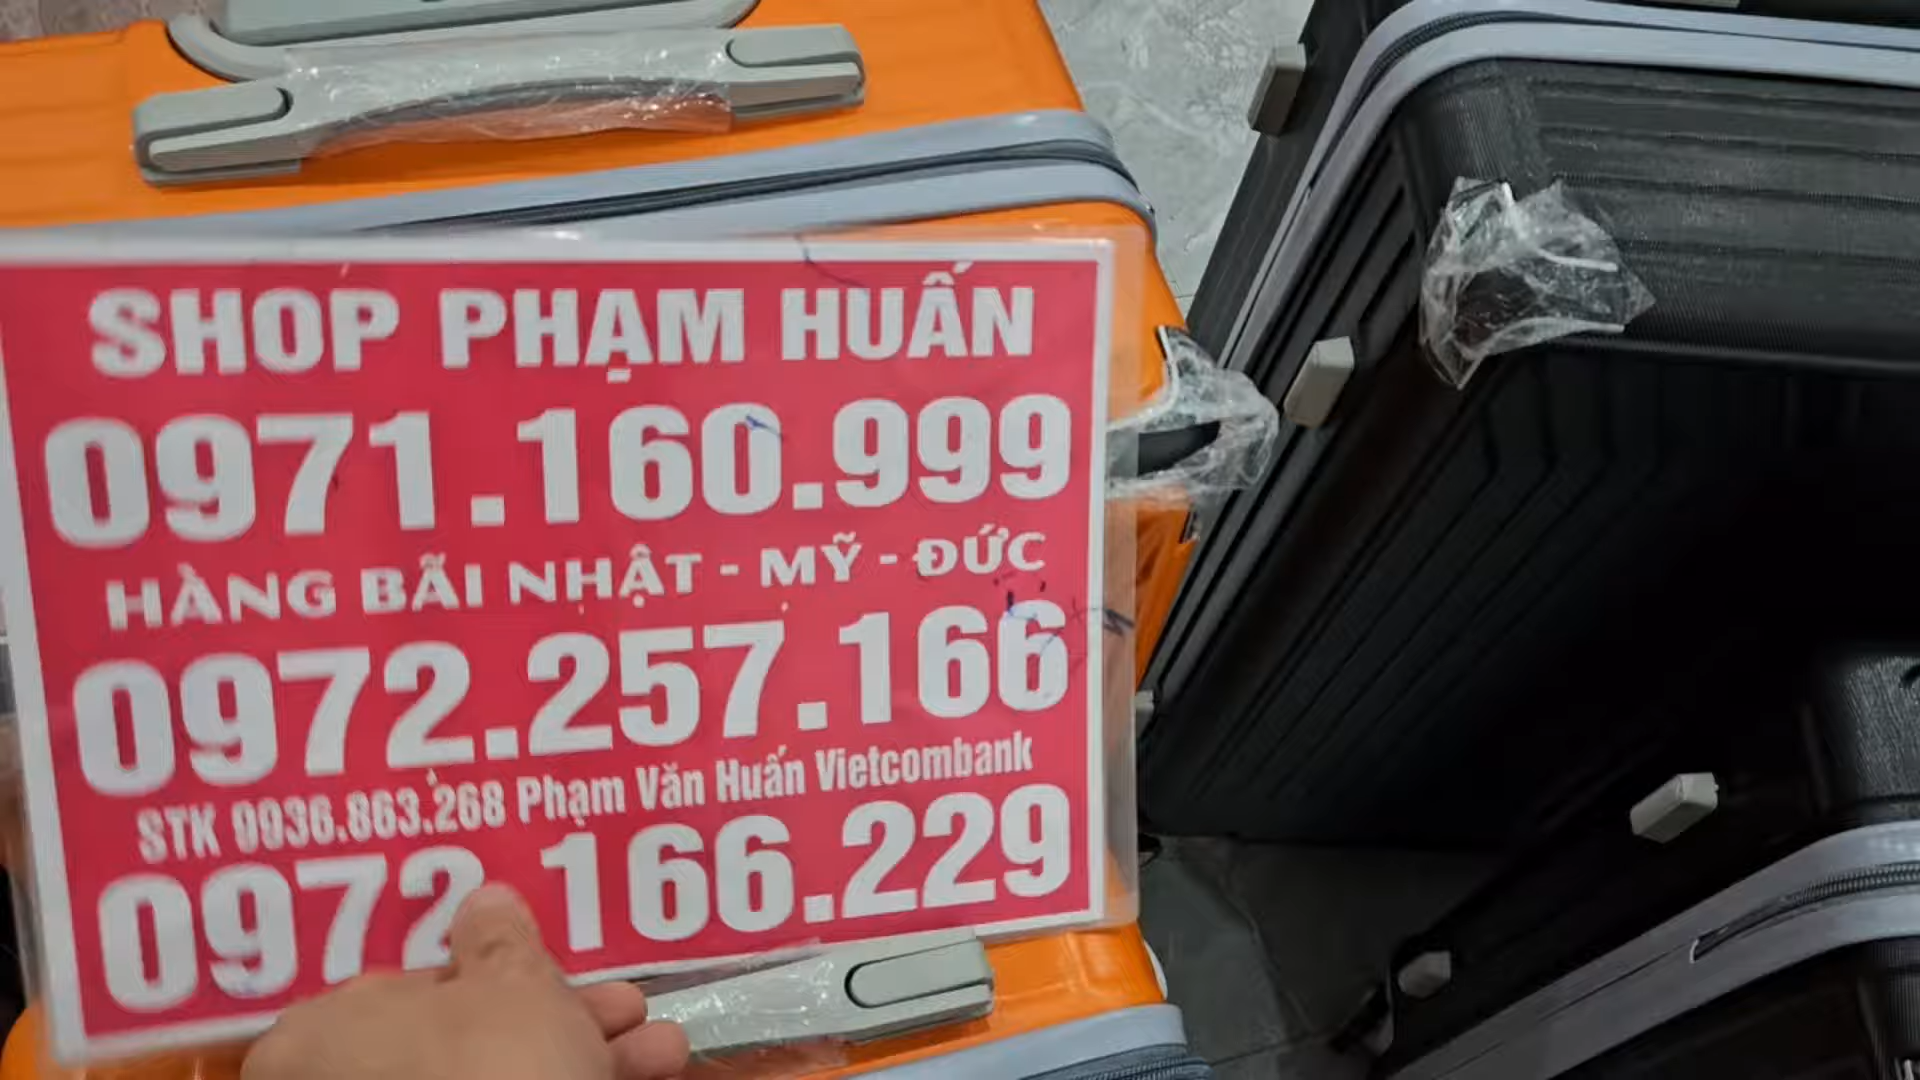 SHOP PHẠM HUẤN
0971.160.999
HÀNG BÃI NHẬT - MỸ - ĐỨC
0972.257.166
STK 9936.863.268 Phạm Văn Huấn Vietcombank
0972 166.229